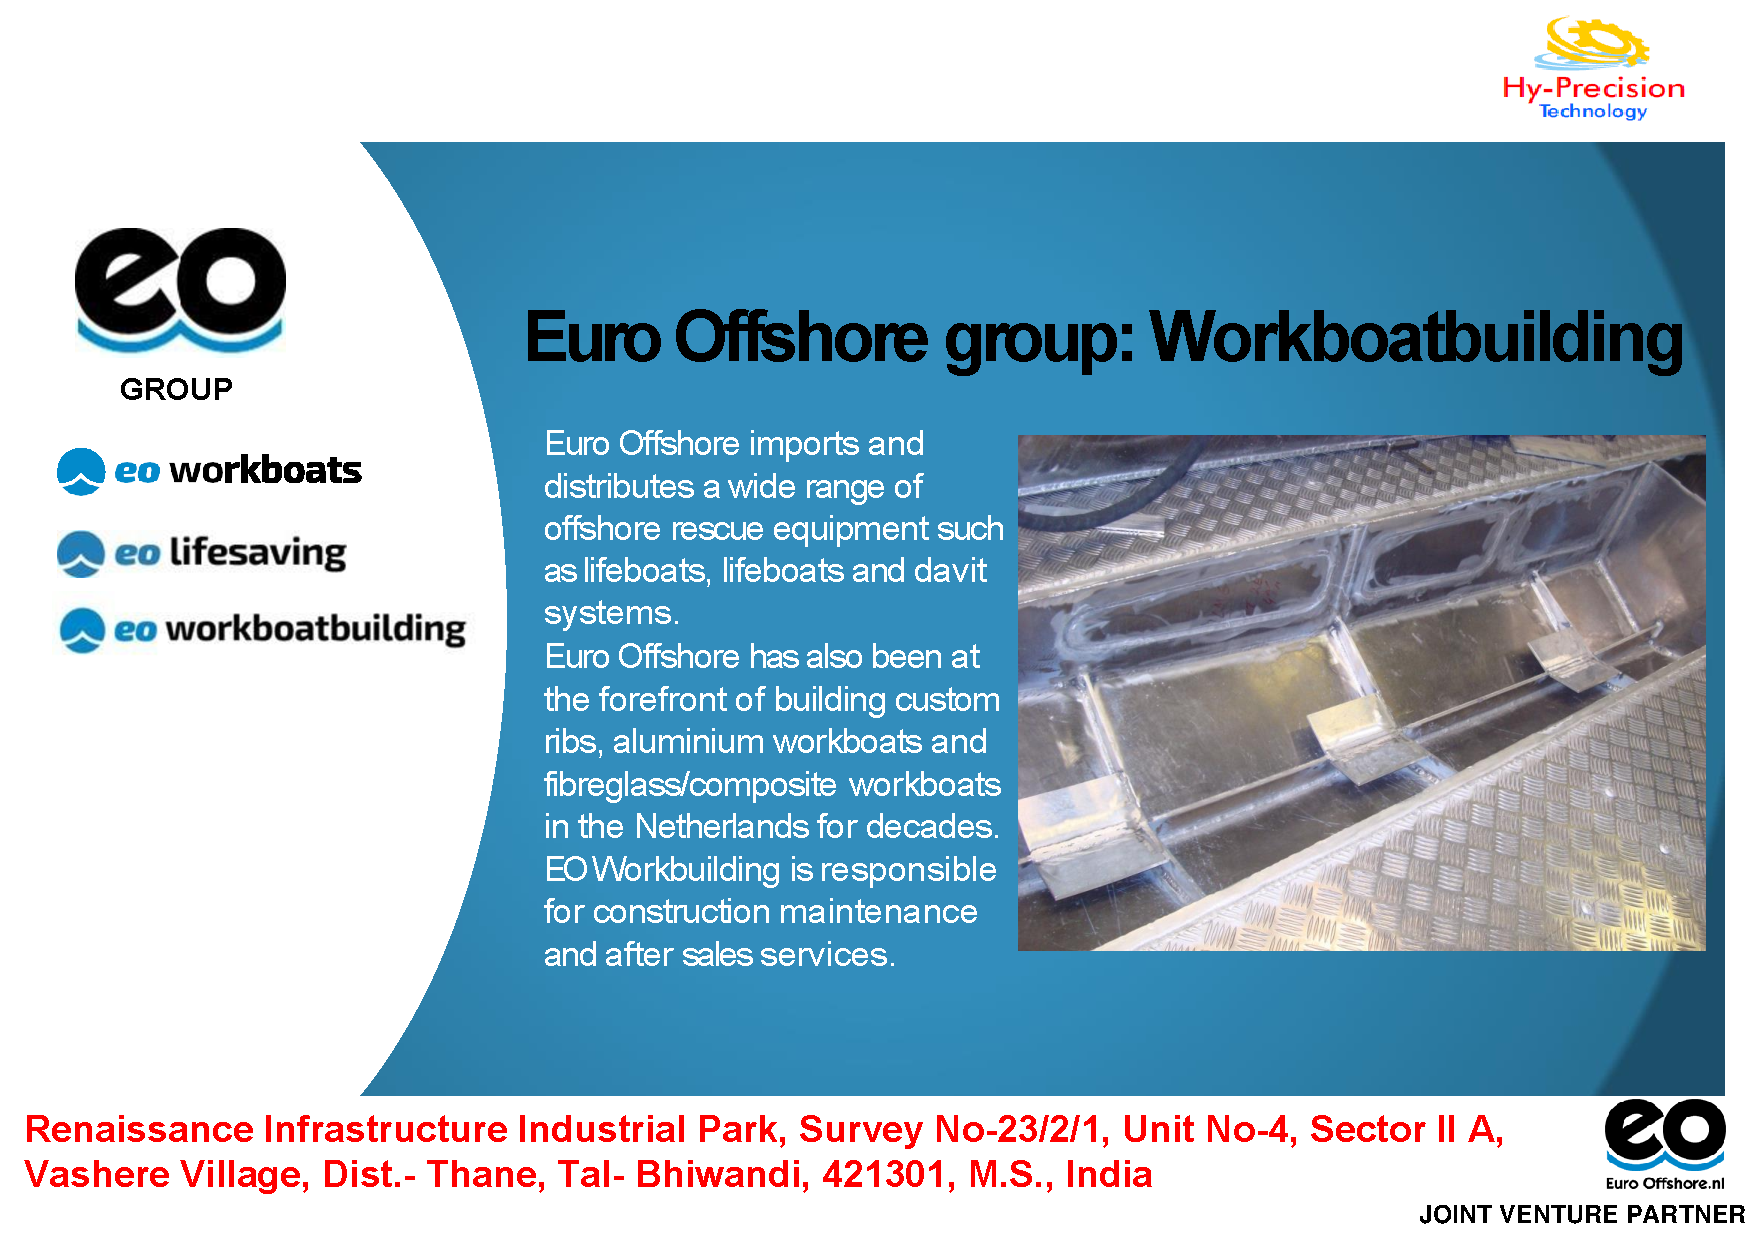 Hy-Precision
Technology
eo
GROUP
eo workboats
eo lifesaving
eo workboatbuilding
Euro Offshore group: Workboatbuilding
Euro Offshore imports and
distributes a wide range of
offshore rescue equipment such
as lifeboats, lifeboats and davit
systems.
Euro Offshore has also been at
the forefront of building custom
ribs, aluminium workboats and
fibreglass/composite workboats
in the Netherlands for decades.
EO Workbuilding is responsible
for construction maintenance
and after sales services.
Renaissance Infrastructure Industrial Park, Survey No-23/2/1, Unit No-4, Sector II A,
Vashere Village, Dist.- Thane, Tal- Bhiwandi, 421301, M.S., India
eo
Euro Offshore.nl
JOINT VENTURE PARTNER